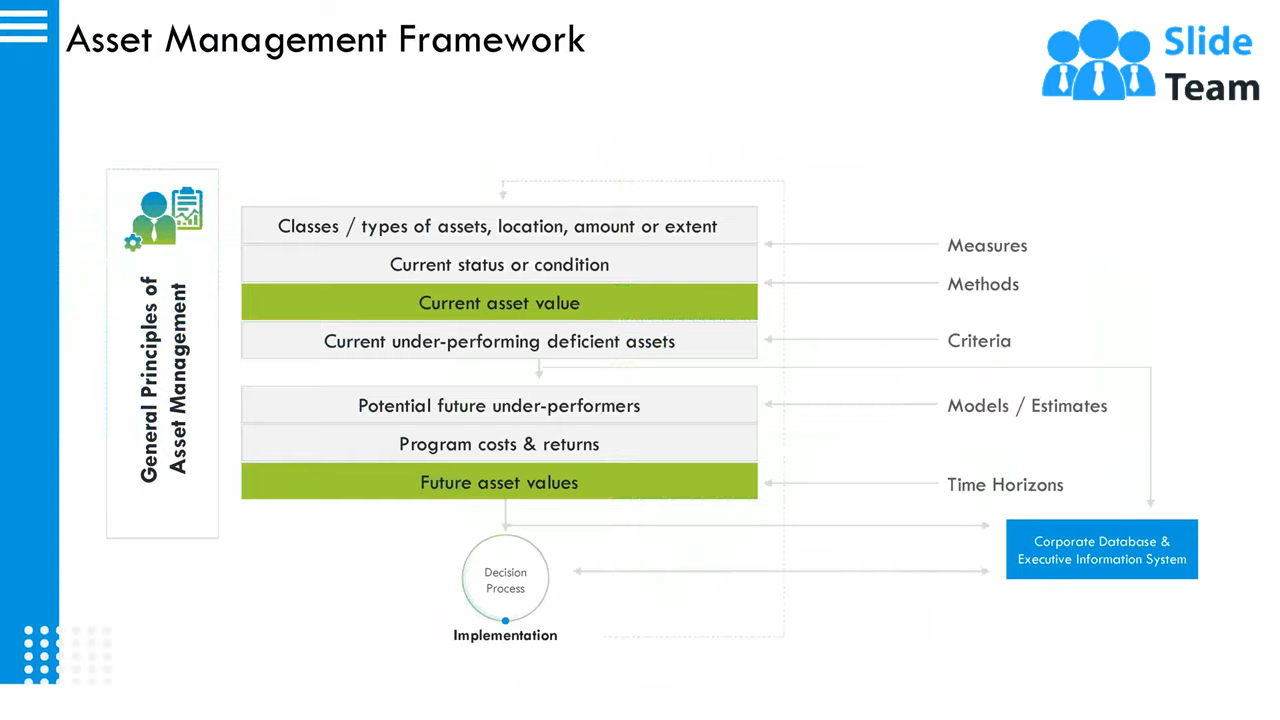 Asset Management Framework
Slide
Team
General Principles of
Asset Management
Classes / types of assets, location, amount or extent
Current status or condition
Current asset value
Current under-performing deficient assets
Potential future under-performers
Program costs & returns
Future asset values
Measures
Methods
Criteria
Models / Estimates
Time Horizons
Corporate Database &
Executive Information System
Decision
Process
Implementation